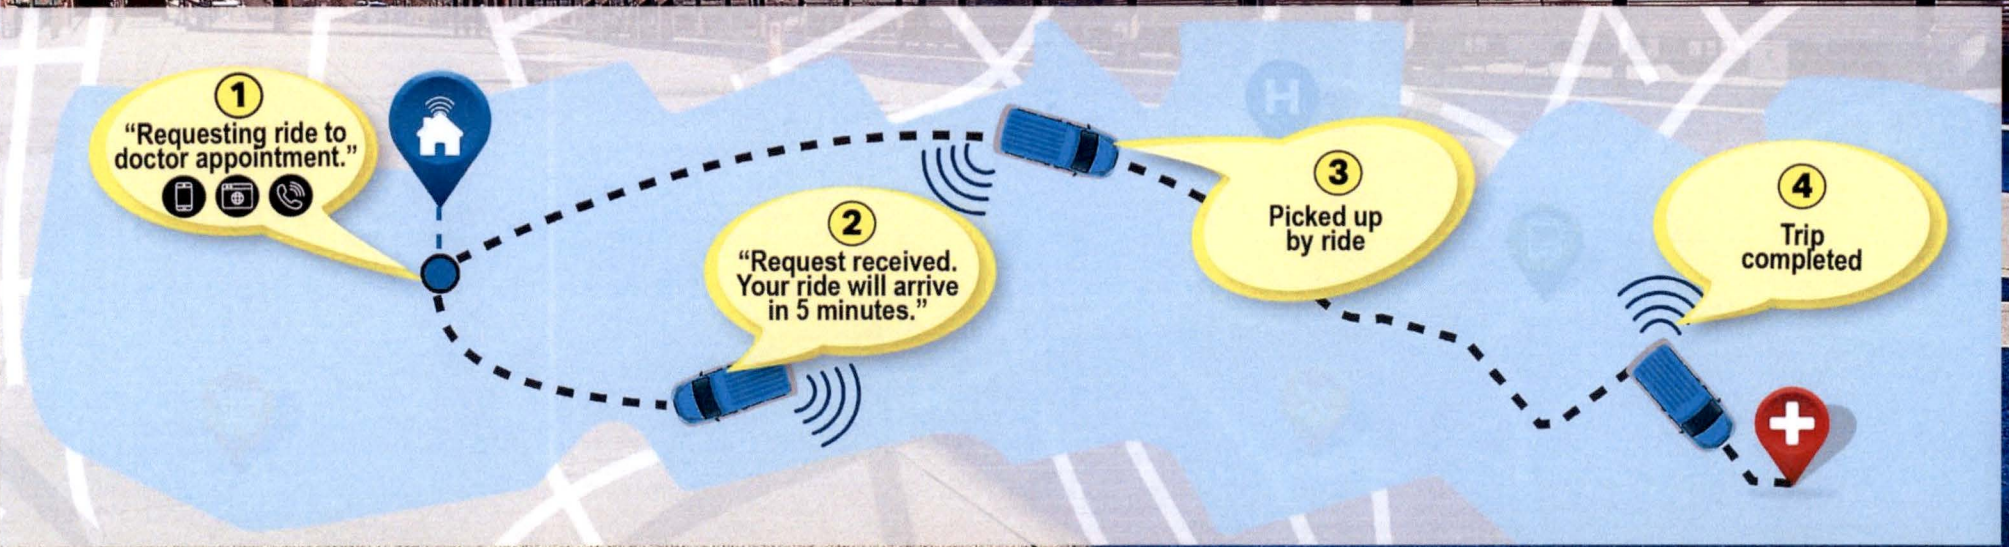 1
“Requesting ride to
doctor appointment.”
2
“Request received.
Your ride will arrive
in 5 minutes.”
H
3
Picked up
by ride
4
Trip
completed